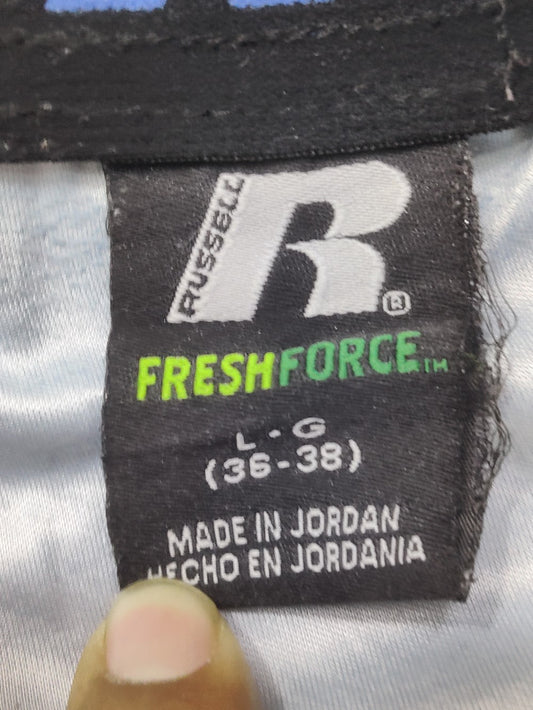 RUSSELL
R
®
FRESHFORCE™
L - G
(36-38)
MADE IN JORDAN
HECHO EN JORDANIA